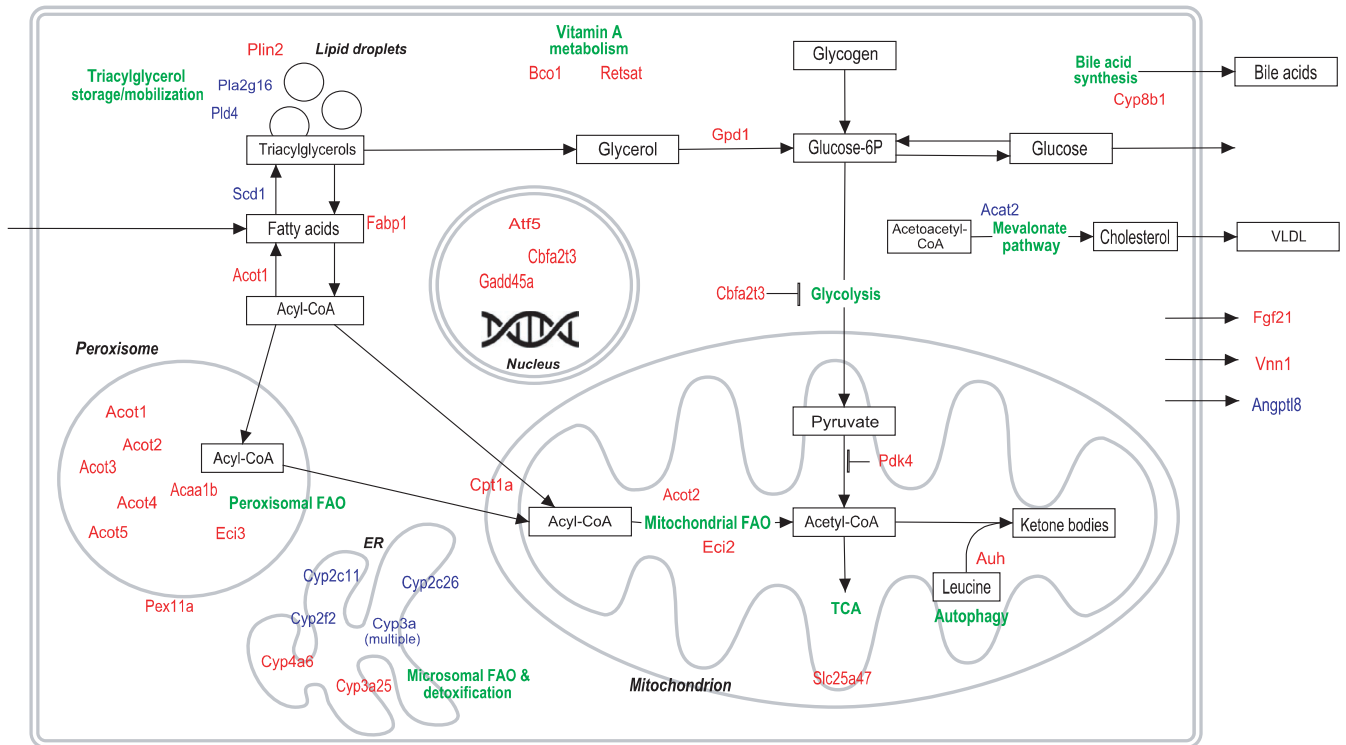 Plin2
Lipid droplets
Triacylglycerol
storage/mobilization
Pla2g16
Pld4
Triacylglycerols
Scd1
Fatty acids
Fabp1
Acot1
Acyl-CoA
Vitamin A
metabolism
Bco1
Retsat
Glycogen
Glycerol
Gpd1
Glucose-6P
Glucose
Bile acid
synthesis
Cyp8b1
Bile acids
Acat2
Acetoacetyl-
CoA
Mevalonate
pathway
Cholesterol
VLDL
Atf5
Cbfa2t3
Gadd45a
Nucleus
Cbfa2t3
Glycolysis
Fgf21
Vnn1
Angptl8
Peroxisome
Acot1
Acot2
Acot3
Acyl-CoA
Acaa1b
Acot4
Peroxisomal FAO
Acot5
Eci3
Pex11a
Pyruvate
Pdk4
Cpt1a
Acyl-CoA
Acot2
Mitochondrial FAO
Eci2
Acetyl-CoA
Ketone bodies
Auh
Leucine
Autophagy
TCA
Slc25a47
Mitochondrion
ER
Cyp2c11
Cyp2c26
Cyp2f2
Cyp3a
(multiple)
Cyp4a6
Cyp3a25
Microsomal FAO &
detoxification